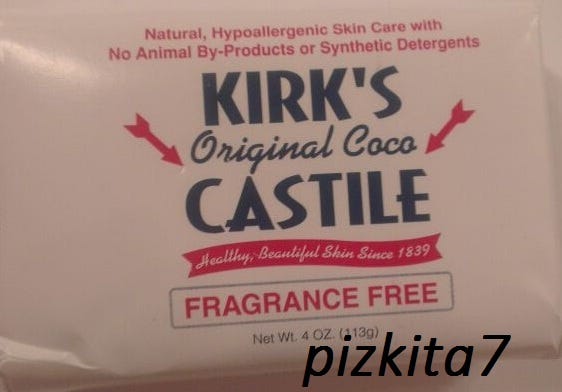 Natural, Hypoallergenic Skin Care with
No Animal By-Products or Synthetic Detergents
KIRK'S
Original Coco
CASTILE
Healthy, Beautiful Skin Since 1839
FRAGRANCE FREE
Net Wt. 4 OZ. (113g)
pizkita7